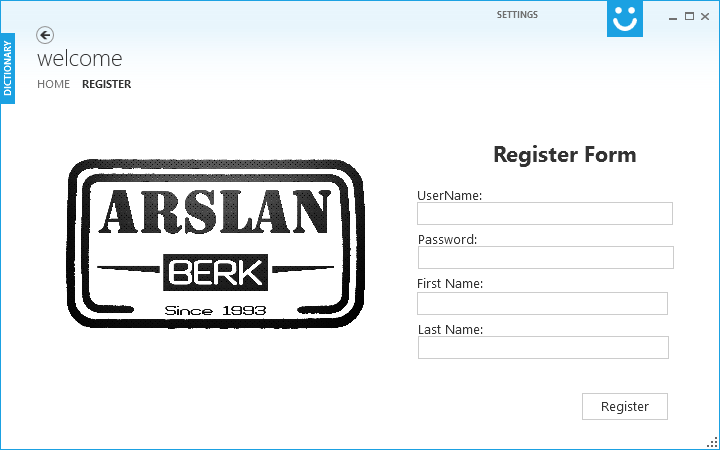 SETTINGS
DICTIONARY
welcome
HOME REGISTER
ARSLAN
BERK
Since 1993
Register Form
UserName:
Password:
First Name:
Last Name:
Register